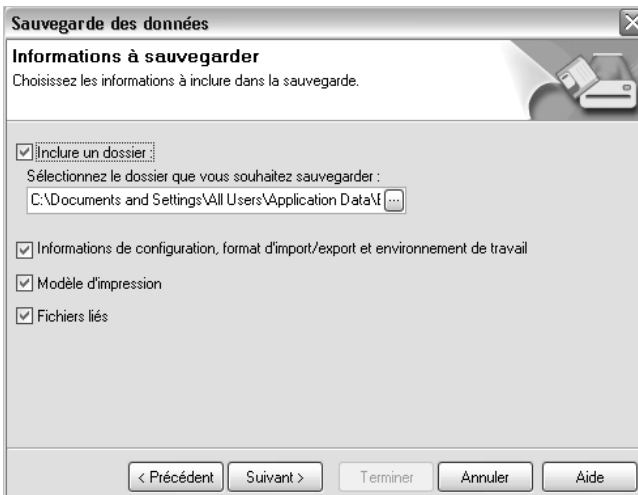 Sauvegarde des données
Informations à sauvegarder
Choisissez les informations à inclure dans la sauvegarde.
Inclure un dossier :
Sélectionnez le dossier que vous souhaitez sauvegarder :
C:\Documents and Settings\All Users\Application Data\E ...
Informations de configuration, format d'import/export et environnement de travail
Modèle d'impression
Fichiers liés
< Précédent Suivant > Terminer Annuler Aide